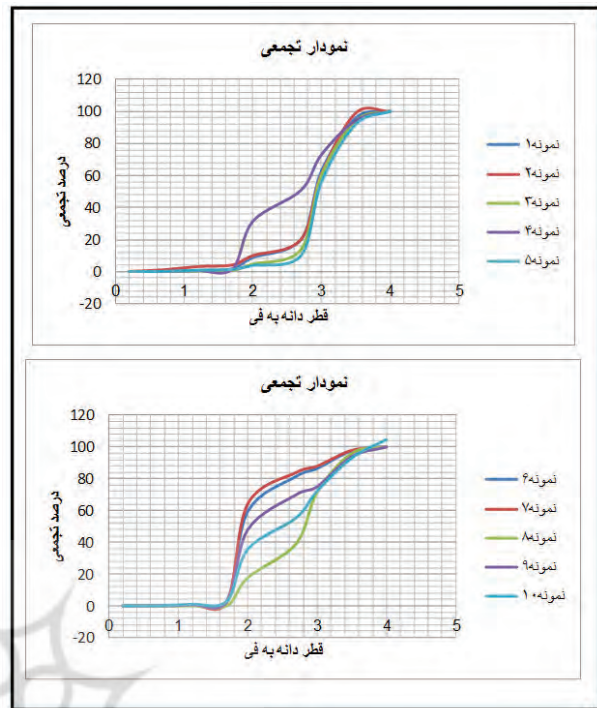 نمودار تجمعی
120
100
80
60
40
20
0
-20
0 1 2 3 4 5
درصد تجمعی
قطر دانه به فی
نمونه۱
نمونه۲
نمونه۳
نمونه۴
نمونه۵
نمودار تجمعی
120
100
80
60
40
20
0
-20
0 1 2 3 4 5
درصد تجمعی
قطر دانه به فی
نمونه۶
نمونه۷
نمونه۸
نمونه۹
نمونه۱۰